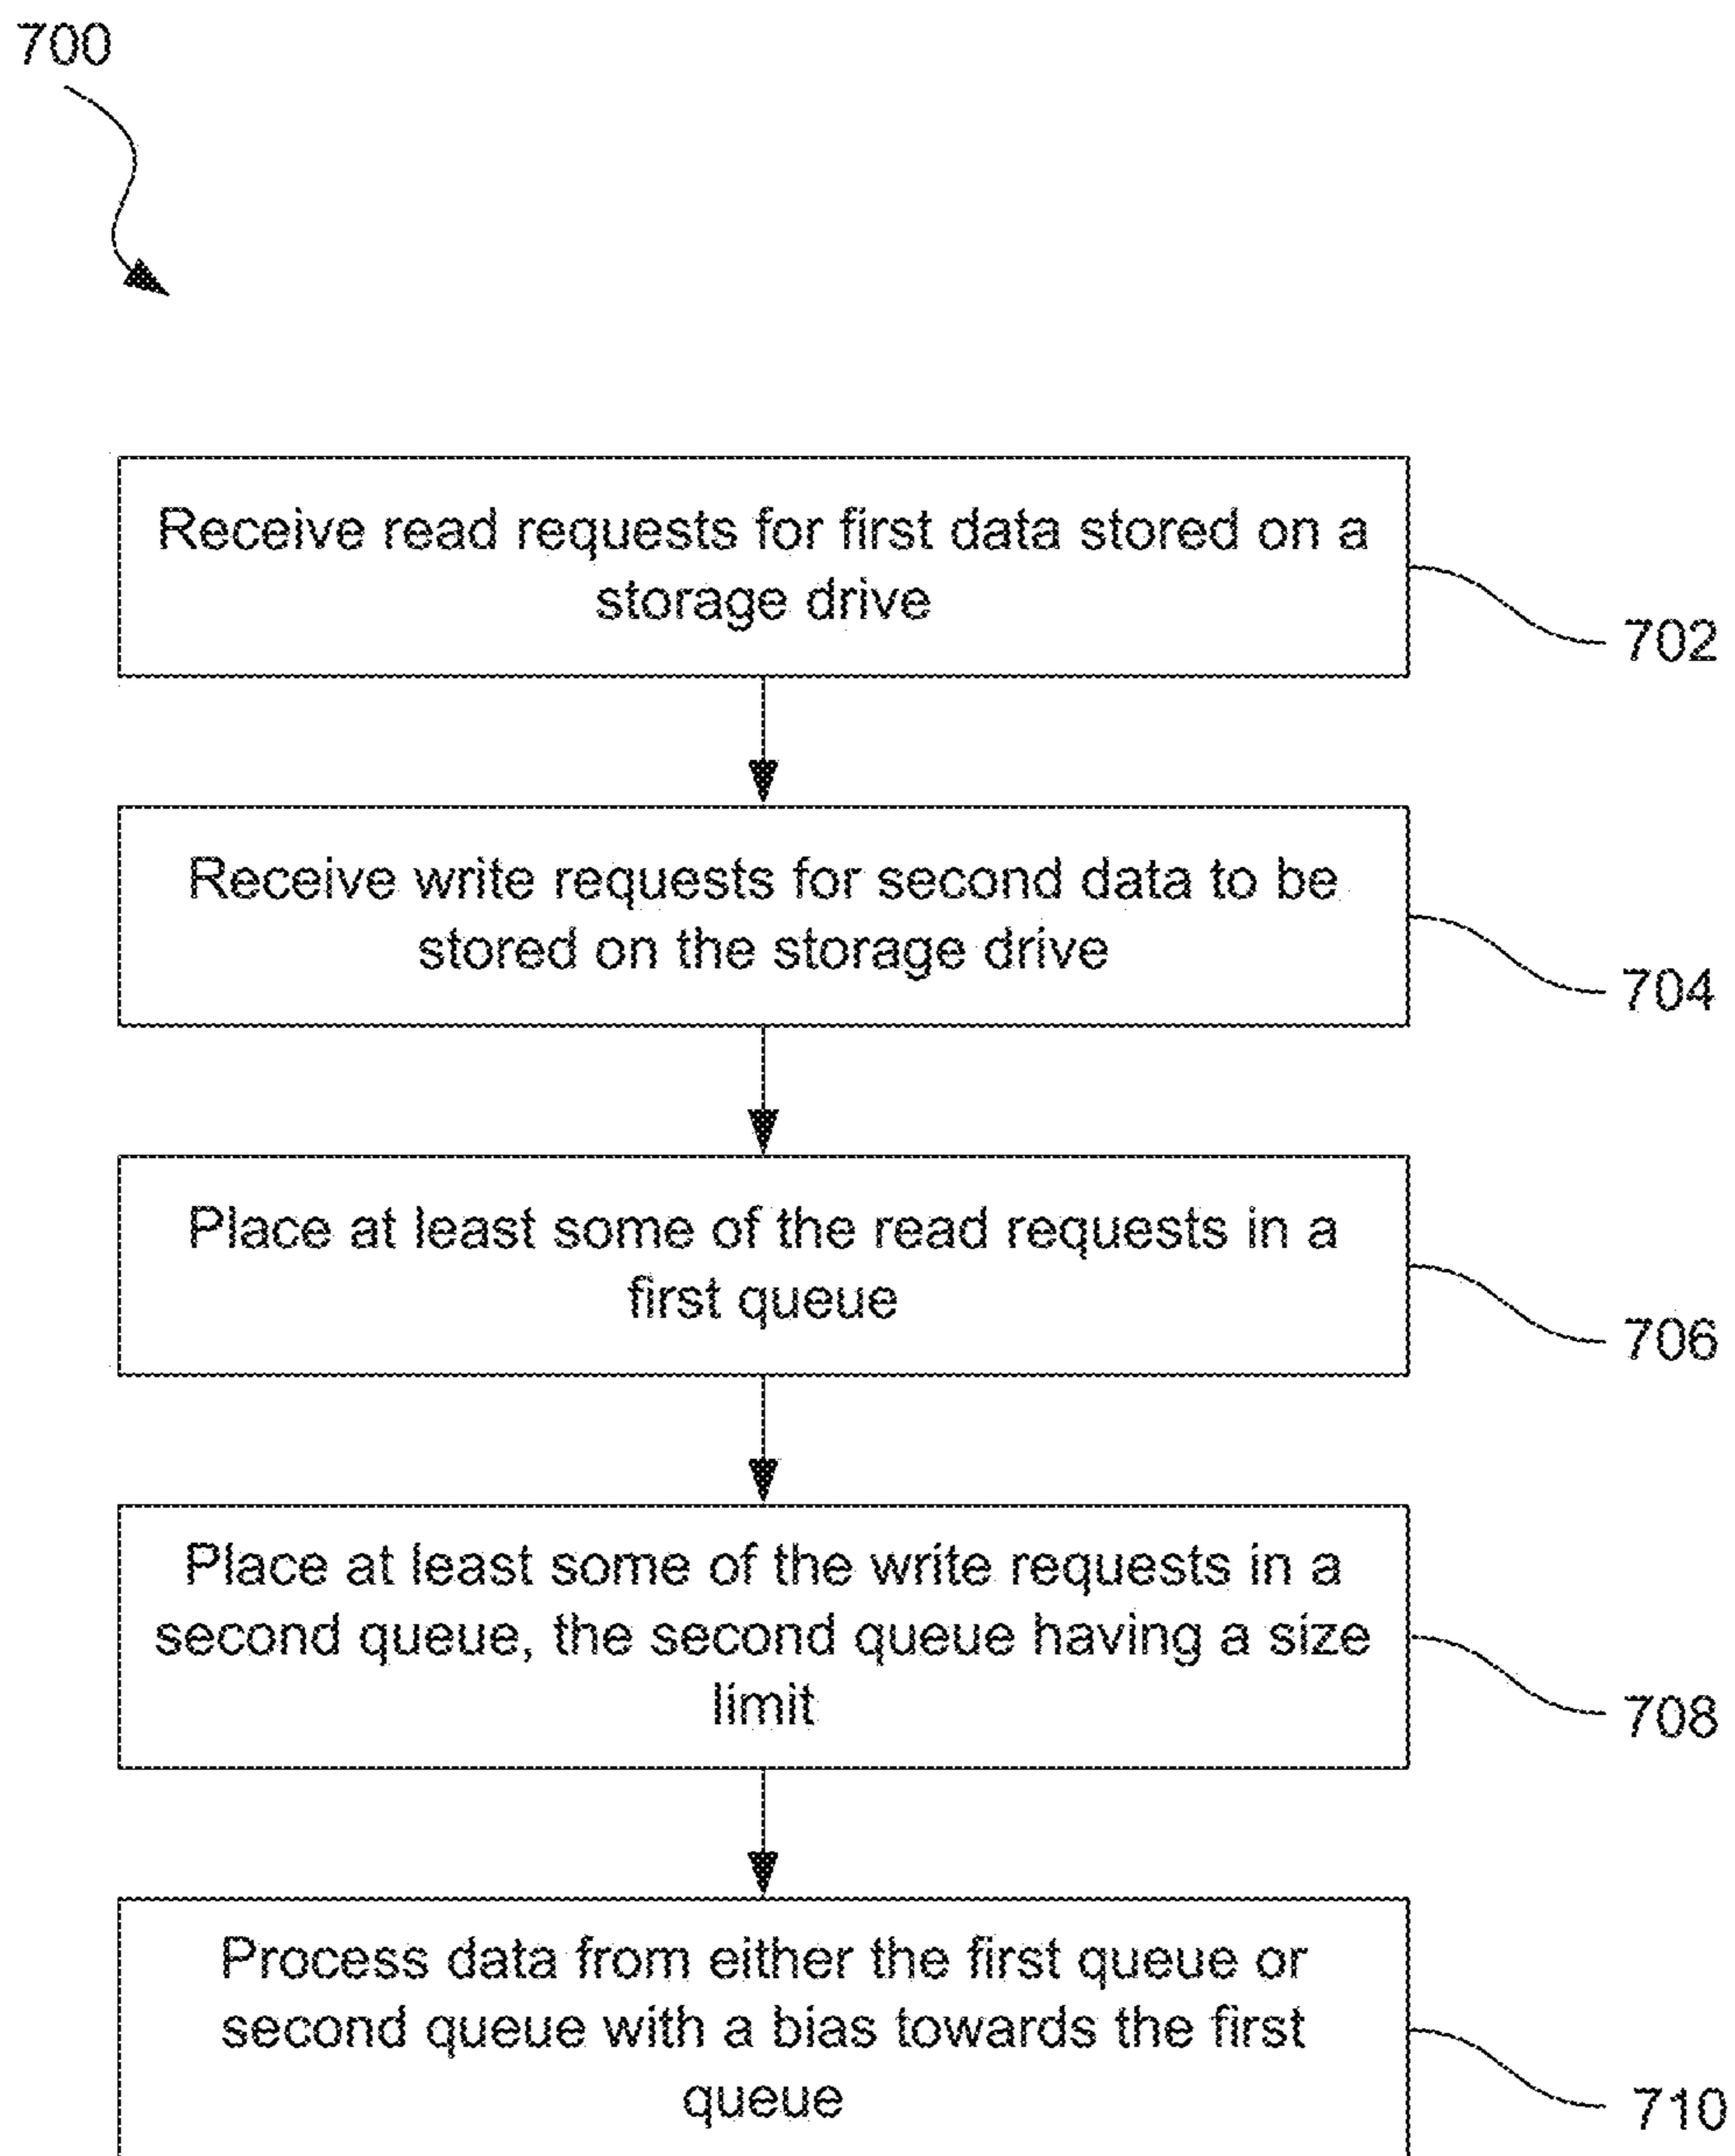 700
Receive read requests for first data stored on a
storage drive
702
Receive write requests for second data to be
stored on the storage drive
704
Place at least some of the read requests in a
first queue
706
Place at least some of the write requests in a
second queue, the second queue having a size
limit
708
Process data from either the first queue or
second queue with a bias towards the first
queue
710